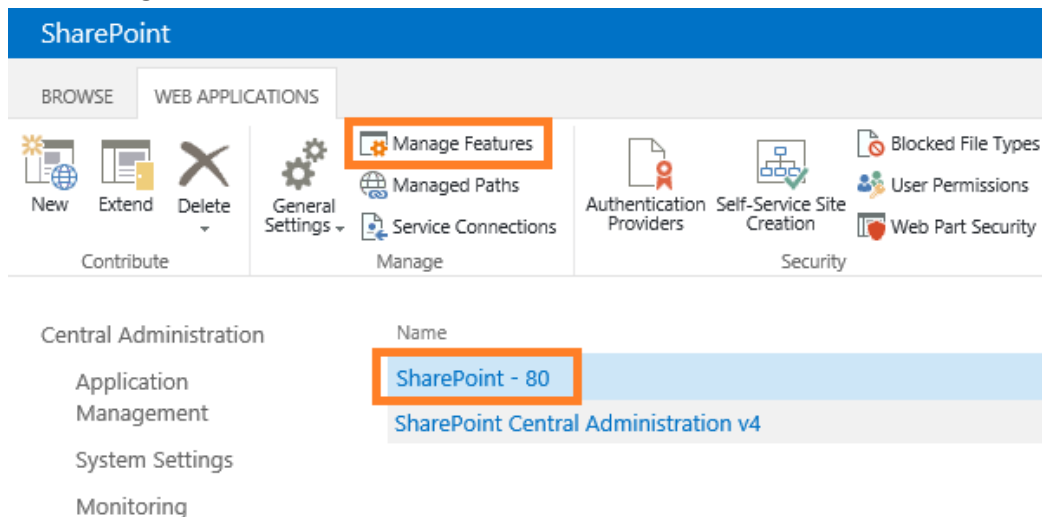 SharePoint
BROWSE WEB APPLICATIONS
New
Extend
Delete
General
Settings
Manage Features
Managed Paths
Service Connections
Authentication
Providers
Self-Service Site
Creation
Blocked File Types
User Permissions
Web Part Security
Contribute
Manage
Security
Central Administration
Application
Management
System Settings
Monitoring
Name
SharePoint - 80
SharePoint Central Administration v4